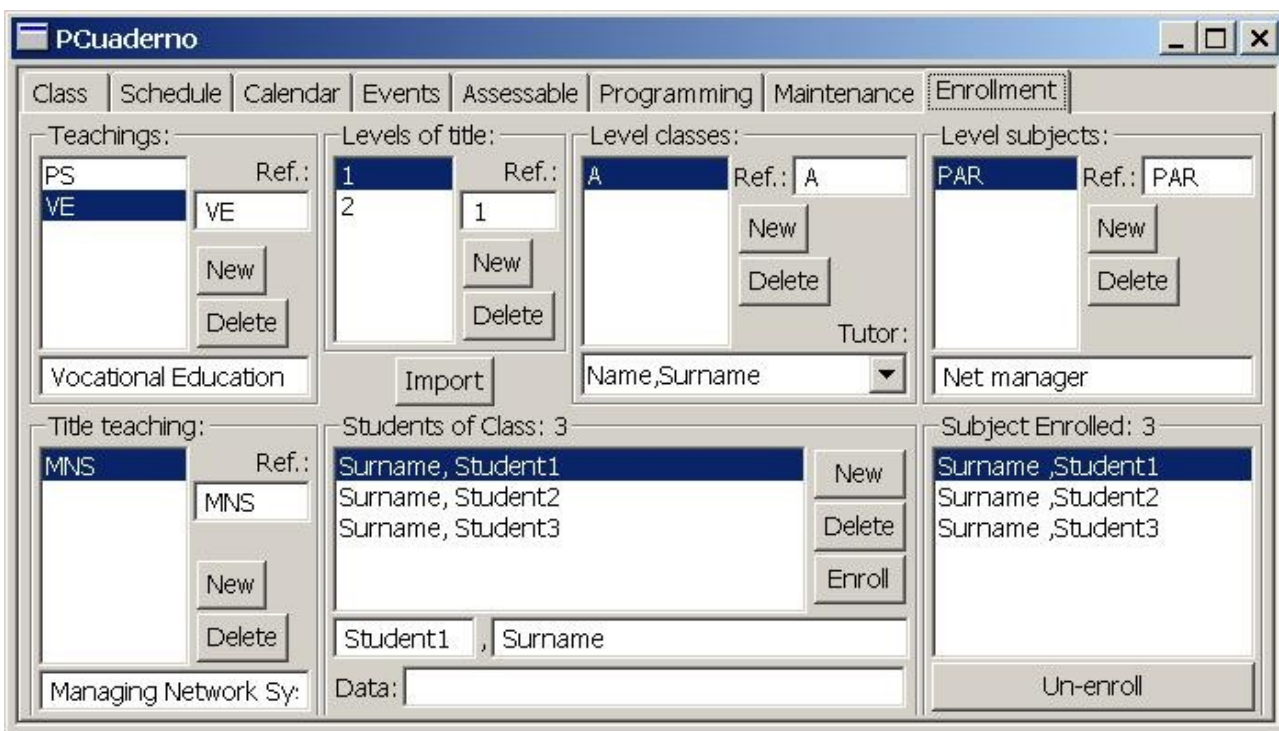 PCuaderno
Class Schedule Calendar Events Assessable Programming Maintenance Enrollment
Teachings:
PS
VE
Ref.:
VE
New
Delete
Vocational Education
Levels of title:
1
2
Ref.:
1
New
Delete
Import
Level classes:
A
Ref.: A
New
Delete
Tutor:
Name,Surname
Level subjects:
PAR
Ref.: PAR
New
Delete
Net manager
Title teaching:
MNS
Ref.:
MNS
New
Delete
Managing Network Sy
Students of Class: 3
Surname, Student1
Surname, Student2
Surname, Student3
New
Delete
Enroll
Student1 , Surname
Data:
Subject Enrolled: 3
Surname ,Student1
Surname ,Student2
Surname ,Student3
Un-enroll